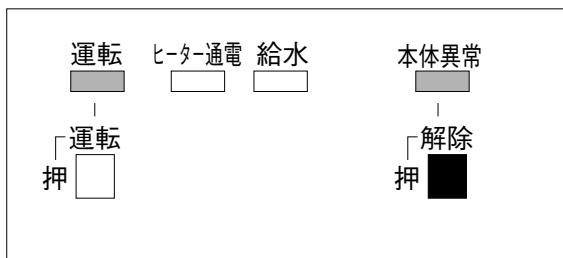 運転 ヒーター通電 給水 本体異常
運転 解除
押 押